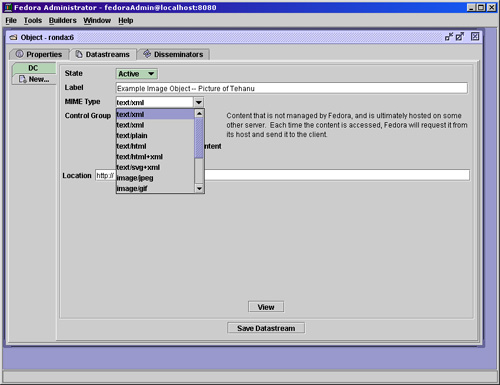 Fedora Administrator - fedoraAdmin@localhost:8080
File Tools Builders Window Help
Object - ronda:6
Properties Datastreams Disseminators
DC
New...
State Active
Label Example Image Object -- Picture of Tehanu
MIME Type text/xml
Control Group
text/xml
text/xml
text/plain
text/html
text/html+xml
text/svg+xml
image/jpeg
image/gif
Content that is not managed by Fedora, and is ultimately hosted on
some other server. Each time the content is accessed, Fedora will request it from
its host and send it to the client.
ntent
Location http://
View
Save Datastream